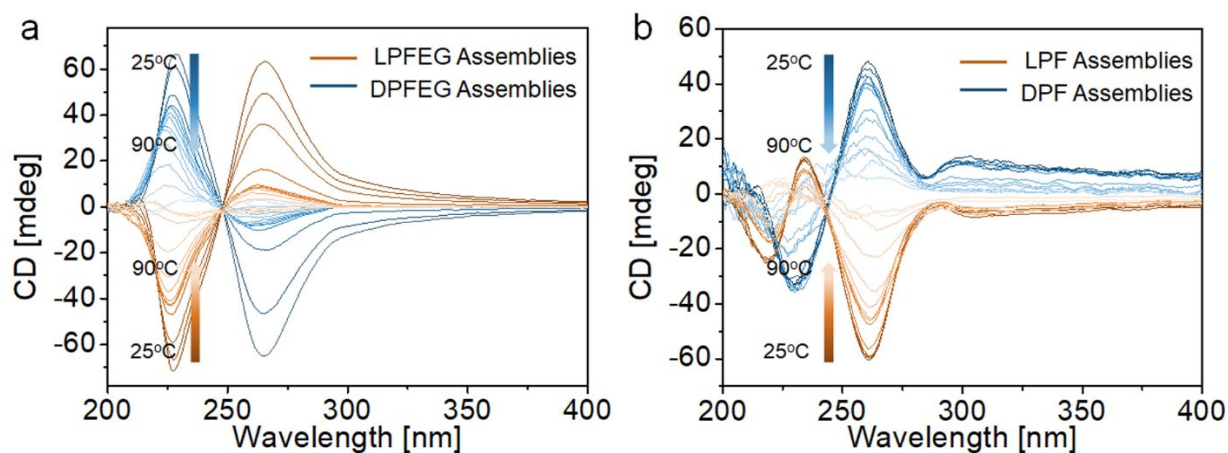 a
CD [mdeg]
60
40
20
0
-20
-40
-60
25°C
90°C
90°C
25°C
LPFEG Assemblies
DPFEG Assemblies
200 250 300 350 400
Wavelength [nm]
b
CD [mdeg]
60
40
20
0
-20
-40
-60
25°C
90°C
90°C
25°C
LPF Assemblies
DPF Assemblies
200 250 300 350 400
Wavelength [nm]